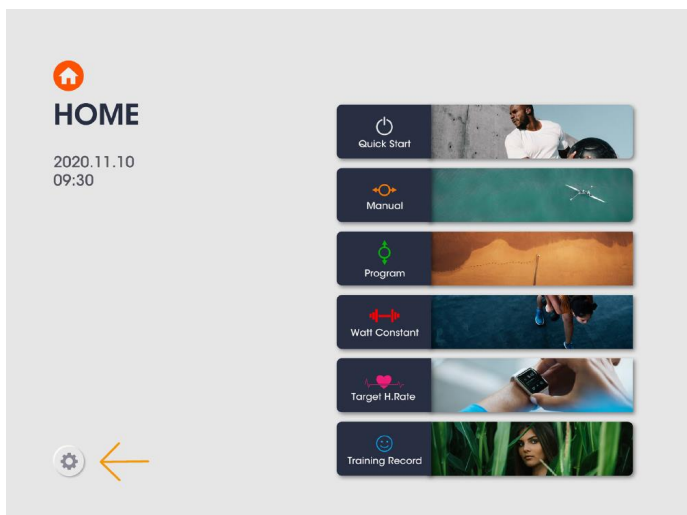 HOME
2020.11.10
09:30
Quick Start
Manual
Program
Watt Constant
Target H.Rate
Training Record